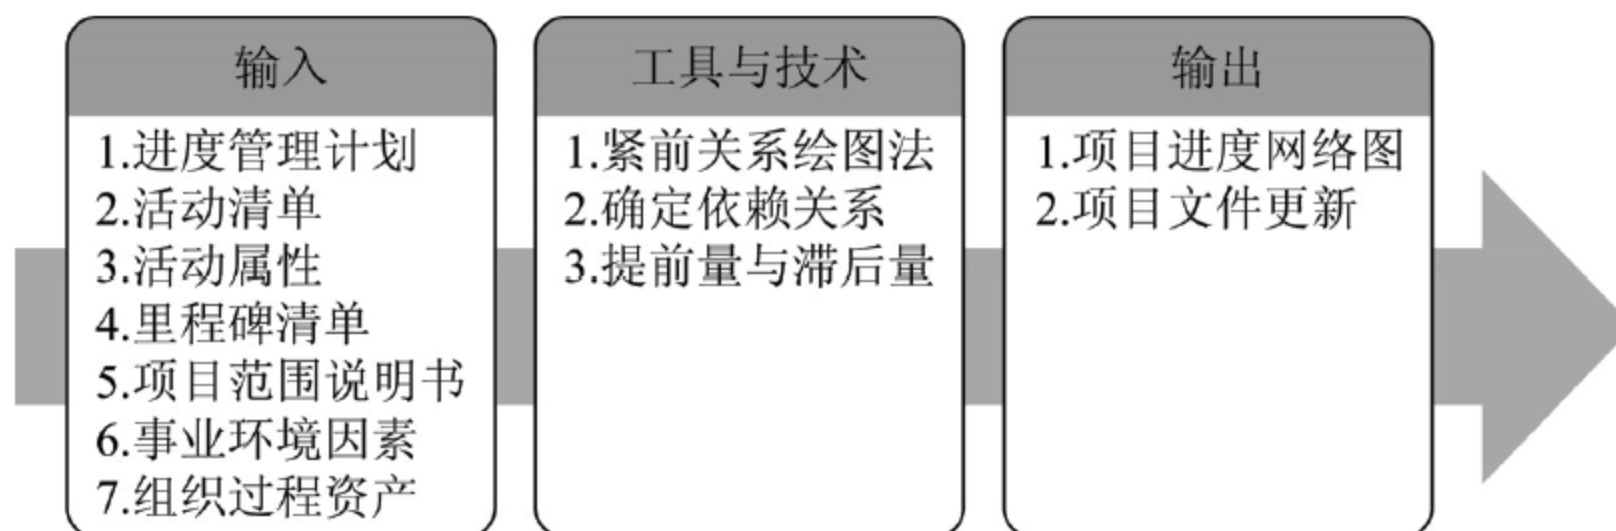 输入
1.进度管理计划
2.活动清单
3.活动属性
4.里程碑清单
5.项目范围说明书
6.事业环境因素
7.组织过程资产
工具与技术
1.紧前关系绘图法
2.确定依赖关系
3.提前量与滞后量
输出
1.项目进度网络图
2.项目文件更新